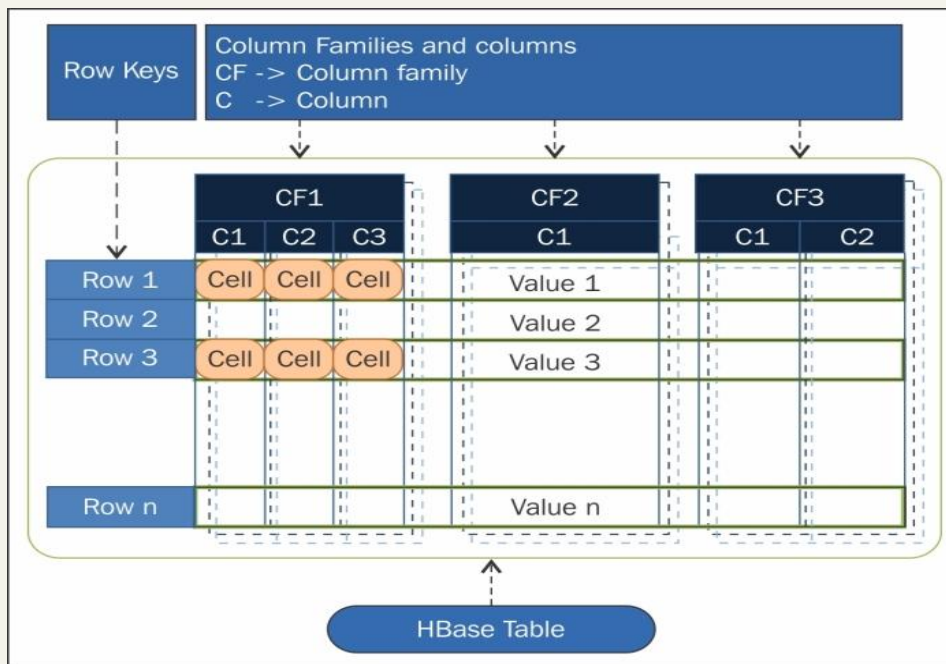 Row Keys
Column Families and columns
CF -> Column family
C -> Column
CF1
CF2
CF3
C1 C2 C3
C1
C1 C2
Row 1 Cell Cell Cell Value 1
Row 2 Value 2
Row 3 Cell Cell Cell Value 3
Row n Value n
HBase Table